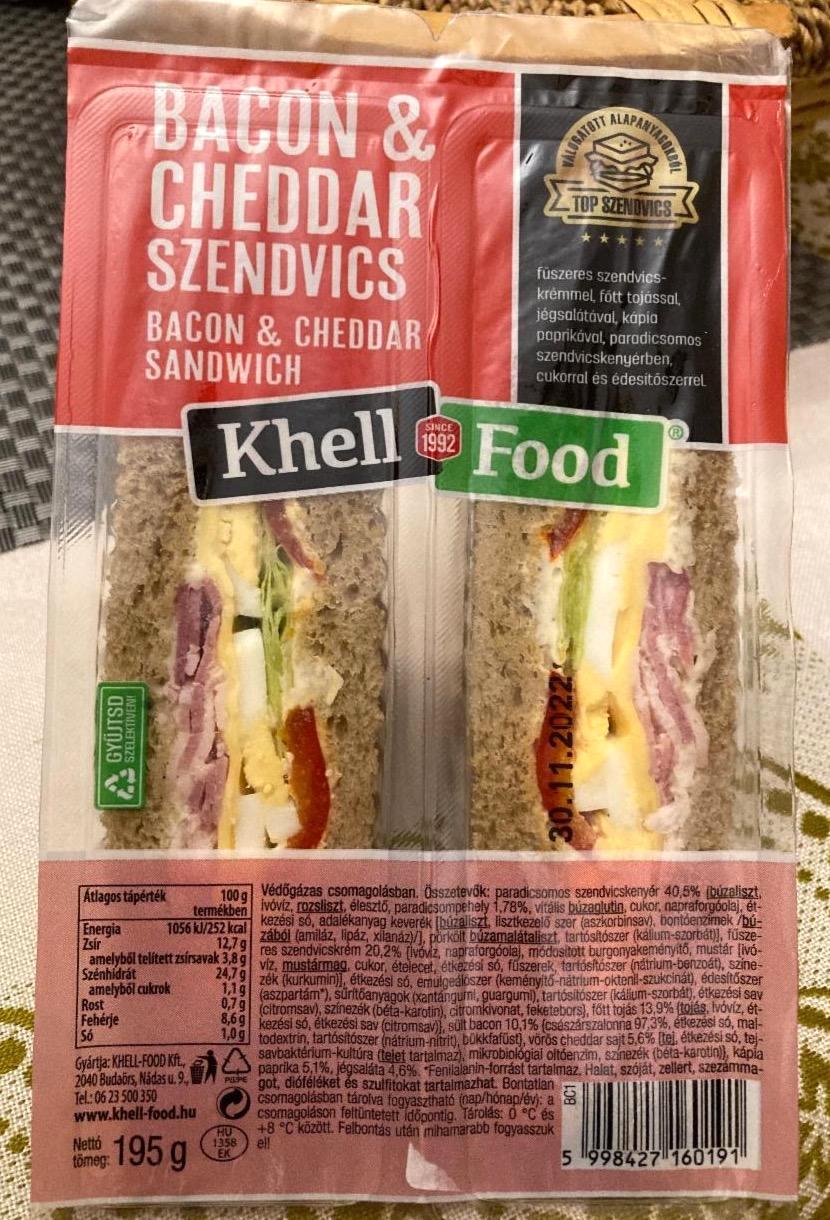 BACON &
CHEDDAR
SZENDVICS
BACON & CHEDDAR
SANDWICH
VÁLOGATOTT ALAPANYAGOKBÓL
TOP SZENDVICS
fűszeres szendvics-
krémmel, főtt tojással,
jégsalátával, kápia
paprikával, paradicsomos
szendvicskenyérben,
cukorral és édesítőszerrel.
Khell
SINCE
1992
Food
®
GYŰJTSD
SZELEKTÍVEN!
30.11.2022
Átlagos tápérték 100 g
termékben
Energia 1056 kJ/252 kcal
Zsír 12,7 g
amelyből telített zsírsavak 3,8 g
Szénhidrát 24,7 g
amelyből cukrok 1,1 g
Rost 0,7 g
Fehérje 8,6 g
Só 1,0 g
Gyártja: KHELL-FOOD Kft.,
2040 Budaörs, Nádas u. 9.,
Tel.: 06 23 500 350
www.khell-food.hu
PP/PE
Nettó
tömeg: 195 g
HU
1358
EK
Védőgázas csomagolásban. Összetevők: paradicsomos szendvicskenyér 40,5% {búzaliszt,
ivóvíz, rozsliszt, élesztő, paradicsompehely 1,78%, vitális búzaglutin, cukor, napraforgóolaj, ét-
kezési só, adalékanyag keverék [búzaliszt, lisztkezelő szer (aszkorbinsav), bontóenzimek /bú-
zából (amiláz, lipáz, xilanáz)/], pörkölt búzamalátaliszt, tartósítószer (kálium-szorbát)}, fűsze-
res szendvicskrém 20,2% {ivóvíz, napraforgóolaj, módosított burgonyakeményítő, mustár [ivó-
víz, mustármag, cukor, ételecet, étkezési só, fűszerek, tartósítószer (nátrium-benzoát), színe-
zék (kurkumin)], étkezési só, emulgeálószer (keményítő-nátrium-oktenil-szukcinát), édesítőszer
(aszpartám*), sűrítőanyagok (xantángumi, guargumi), tartósítószer (kálium-szorbát), étkezési sav
(citromsav), színezék (béta-karotin), citromkivonat, feketebors}, főtt tojás 13,9% {tojás, ivóvíz, ét-
kezési só, étkezési sav (citromsav)}, sült bacon 10,1% {császárszalonna 97,3%, étkezési só, mal-
todextrin, tartósítószer (nátrium-nitrit), bükkfafüst}, vörös cheddar sajt 5,6% {tej, étkezési só, tej-
savbaktérium-kultúra (tejet tartalmaz), mikrobiológiai oltóenzim, színezék (béta-karotin)}, kápia
paprika 5,1%, jégsaláta 4,6%. *Fenilalanin-forrást tartalmaz. Halat, szóját, zellert, szezámma-
got, dióféléket és szulfitokat tartalmazhat. Bontatlan
csomagolásban tárolva fogyasztható (nap/hónap/év): a
csomagoláson feltüntetett időpontig. Tárolás: 0 °C és
+8 °C között. Felbontás után mihamarabb fogyasszuk
el!
BC1
5 998427 160191